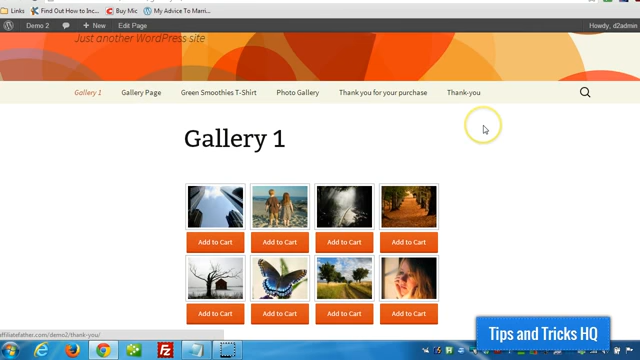 Links
Find Out How to Inc...
Buy Mic
My Advice To Marri...
Demo 2
New
Edit Page
Howdy, d2admin
Just another WordPress site
Gallery 1
Gallery Page
Green Smoothies T-Shirt
Photo Gallery
Thank you for your purchase
Thank-you
Gallery 1
Add to Cart
Add to Cart
Add to Cart
Add to Cart
Add to Cart
Add to Cart
Add to Cart
Add to Cart
affiliatefather.com/demo2/thank-you/
Tips and Tricks HQ